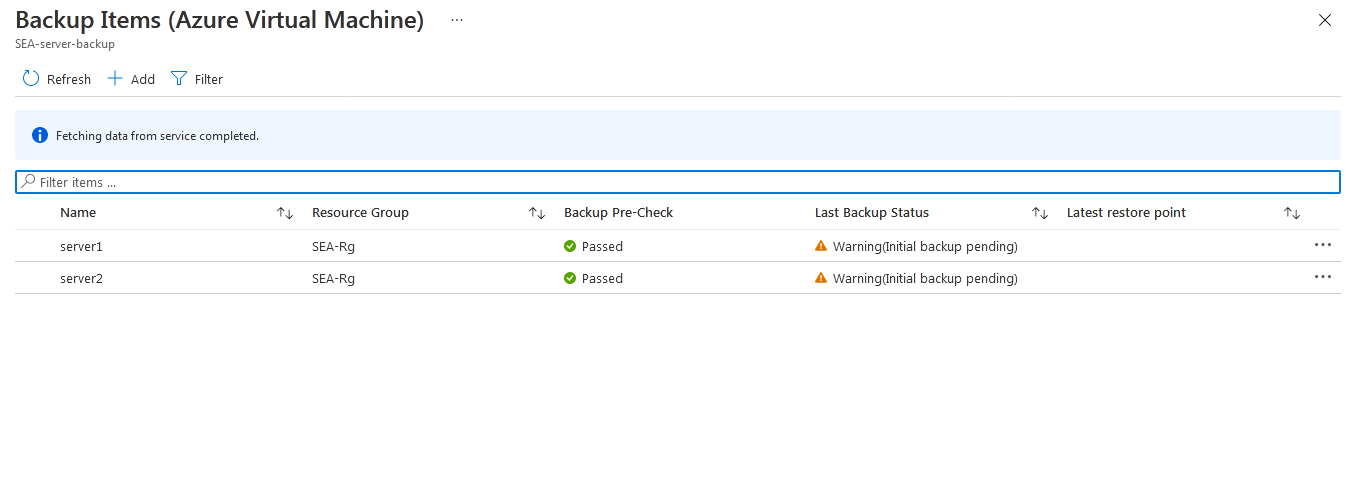 Backup Items (Azure Virtual Machine) ...
SEA-server-backup
Refresh Add Filter
Fetching data from service completed.
Filter items ...
Name Resource Group Backup Pre-Check Last Backup Status Latest restore point
server1 SEA-Rg Passed Warning(Initial backup pending)
server2 SEA-Rg Passed Warning(Initial backup pending)